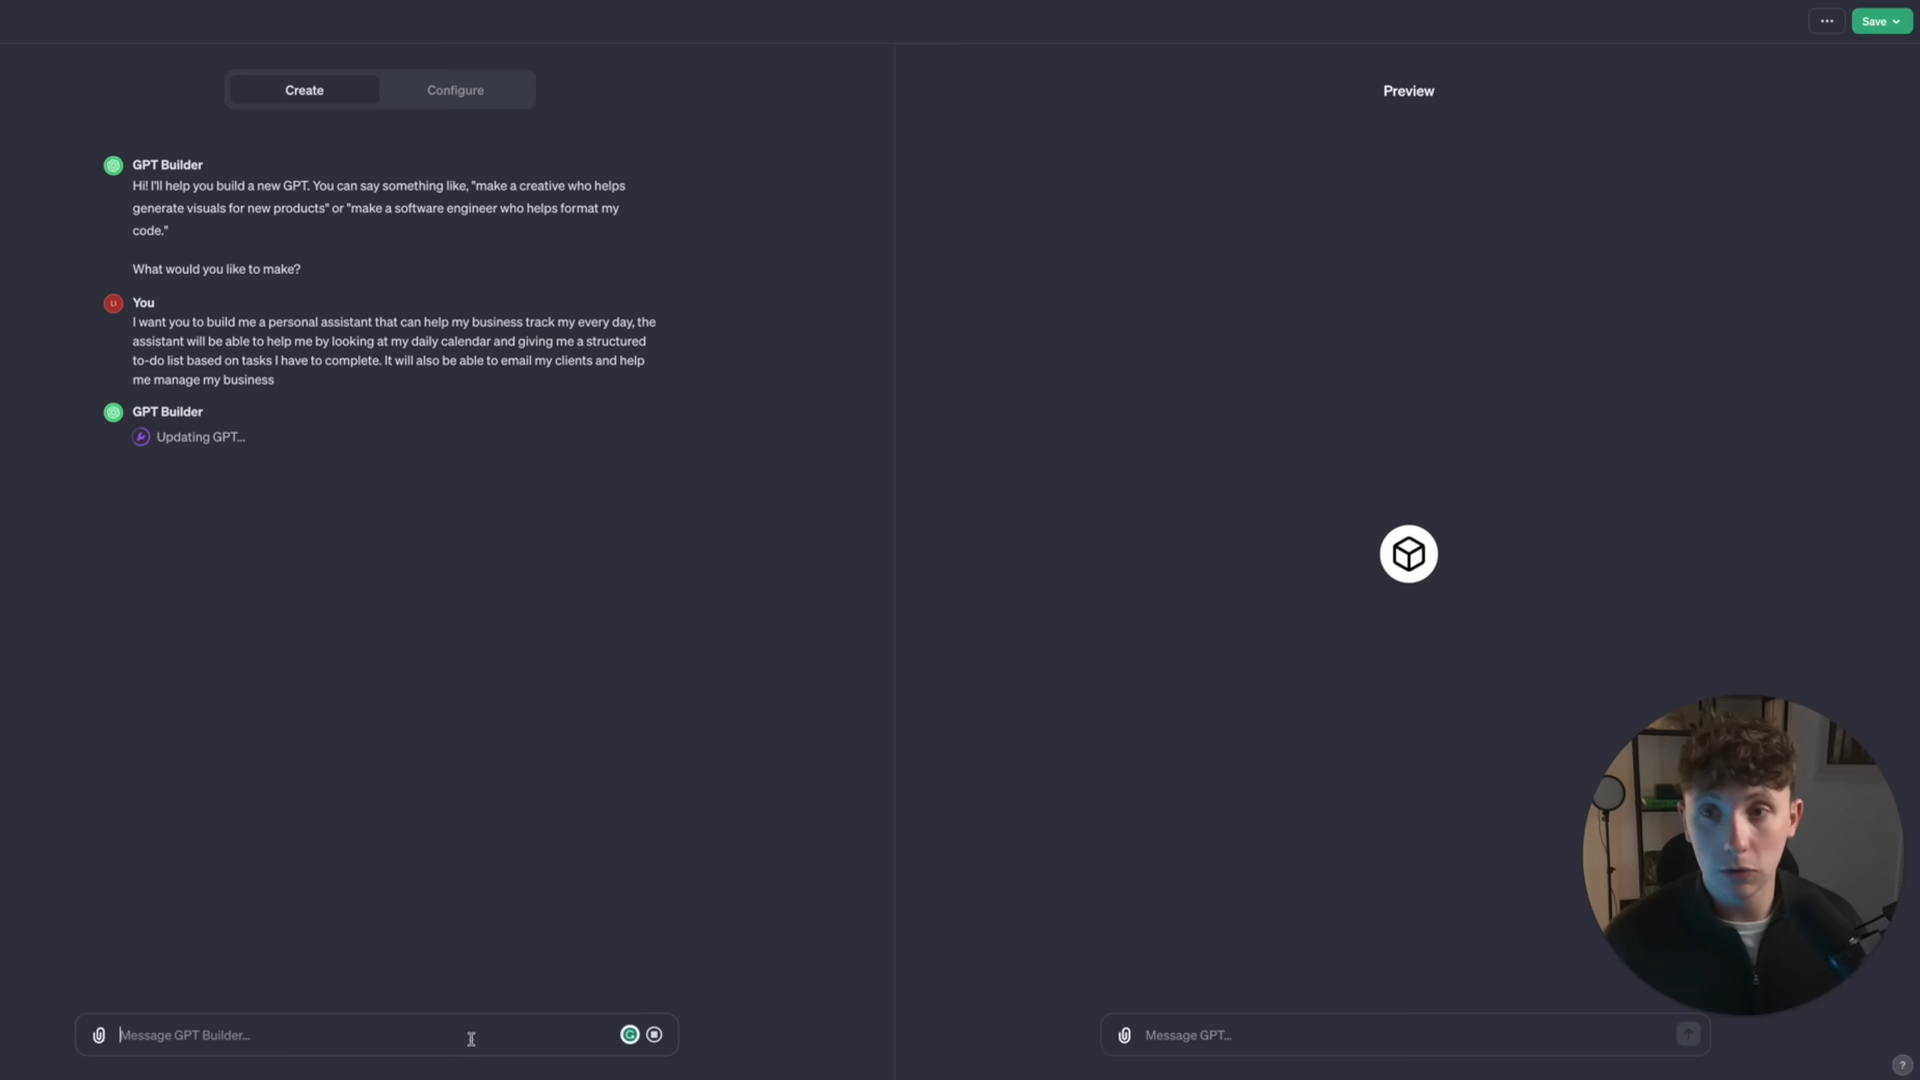 ... Save
Create Configure
Preview
GPT Builder
Hi! I'll help you build a new GPT. You can say something like, "make a creative who helps
generate visuals for new products" or "make a software engineer who helps format my
code."
What would you like to make?
LI You
I want you to build me a personal assistant that can help my business track my every day, the
assistant will be able to help me by looking at my daily calendar and giving me a structured
to-do list based on tasks I have to complete. It will also be able to email my clients and help
me manage my business
GPT Builder
Updating GPT...
Message GPT Builder...
Message GPT...
?